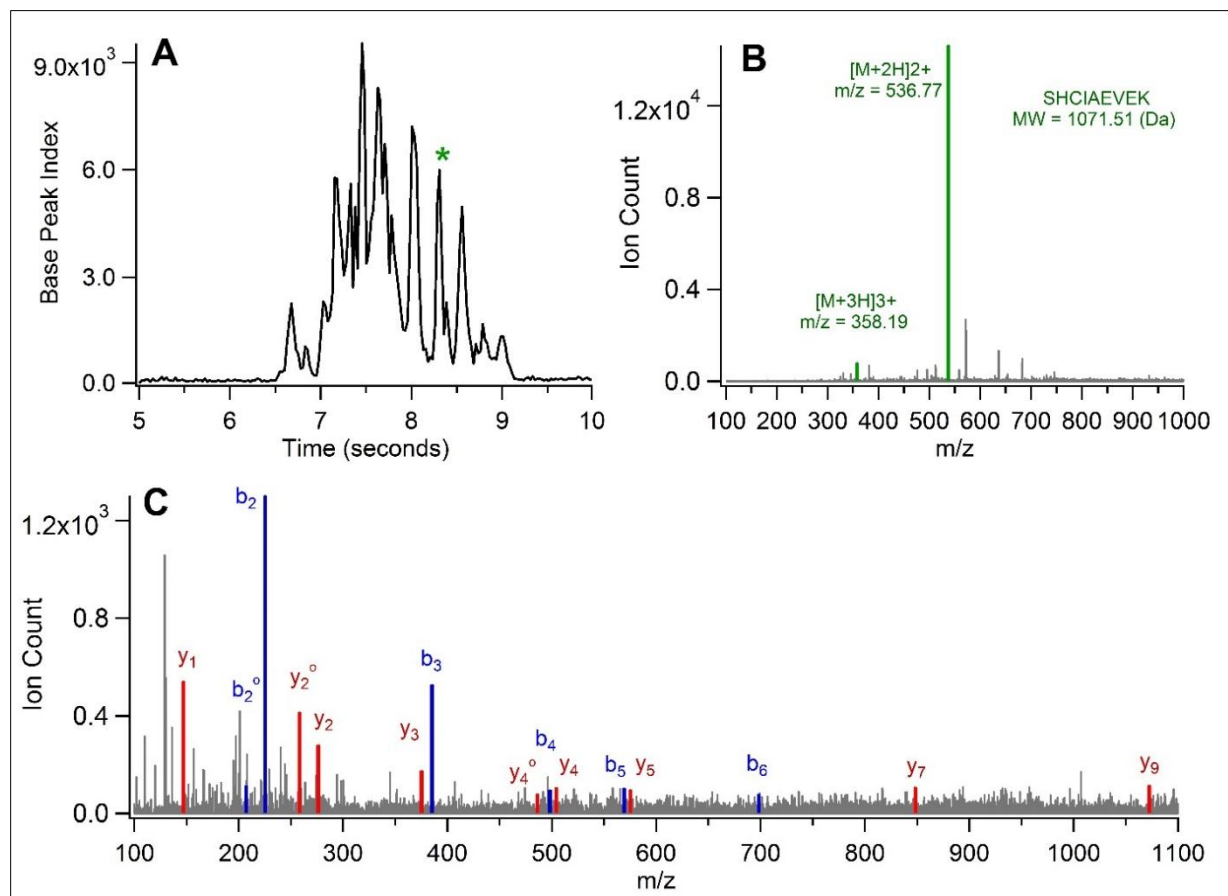 A
9.0x10³
6.0
3.0
0.0
Base Peak Index
*
5 6 7 8 9 10
Time (seconds)
B
[M+2H]2+
m/z = 536.77
SHCIAEVEK
MW = 1071.51 (Da)
1.2x10⁴
0.8
0.4
0.0
Ion Count
[M+3H]3+
m/z = 358.19
100 200 300 400 500 600 700 800 900 1000
m/z
C
1.2x10³
0.8
0.4
0.0
Ion Count
y₁
b₂°
b₂
y₂°
y₂
y₃
b₃
y₄°
b₄
y₄
b₅
y₅
b₆
y₇
y₉
100 200 300 400 500 600 700 800 900 1000 1100
m/z